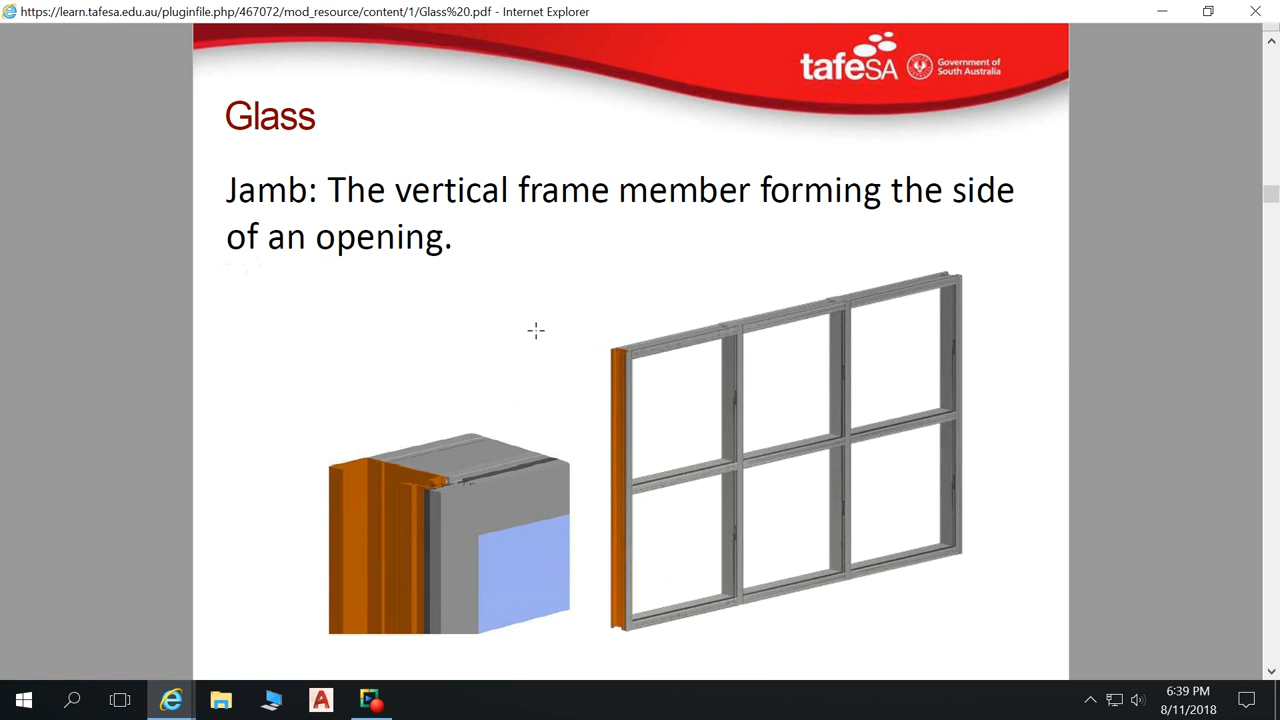 https://learn.tafesa.edu.au/pluginfile.php/467072/mod_resource/content/1/Glass%20.pdf - Internet Explorer
tafeSA
Government of
South Australia
Glass
Jamb: The vertical frame member forming the side
of an opening.
6:39 PM
8/11/2018